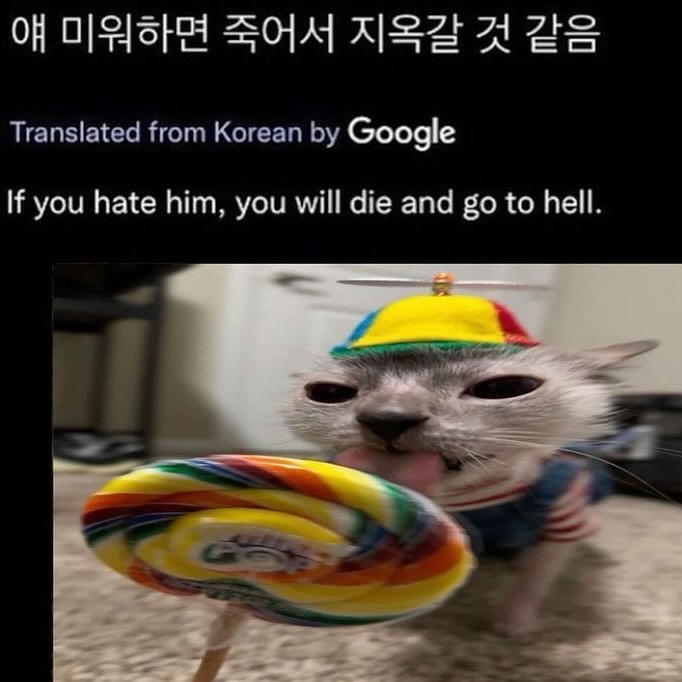 얘 미워하면 죽어서 지옥갈 것 같음
Translated from Korean by Google
If you hate him, you will die and go to hell.
POP